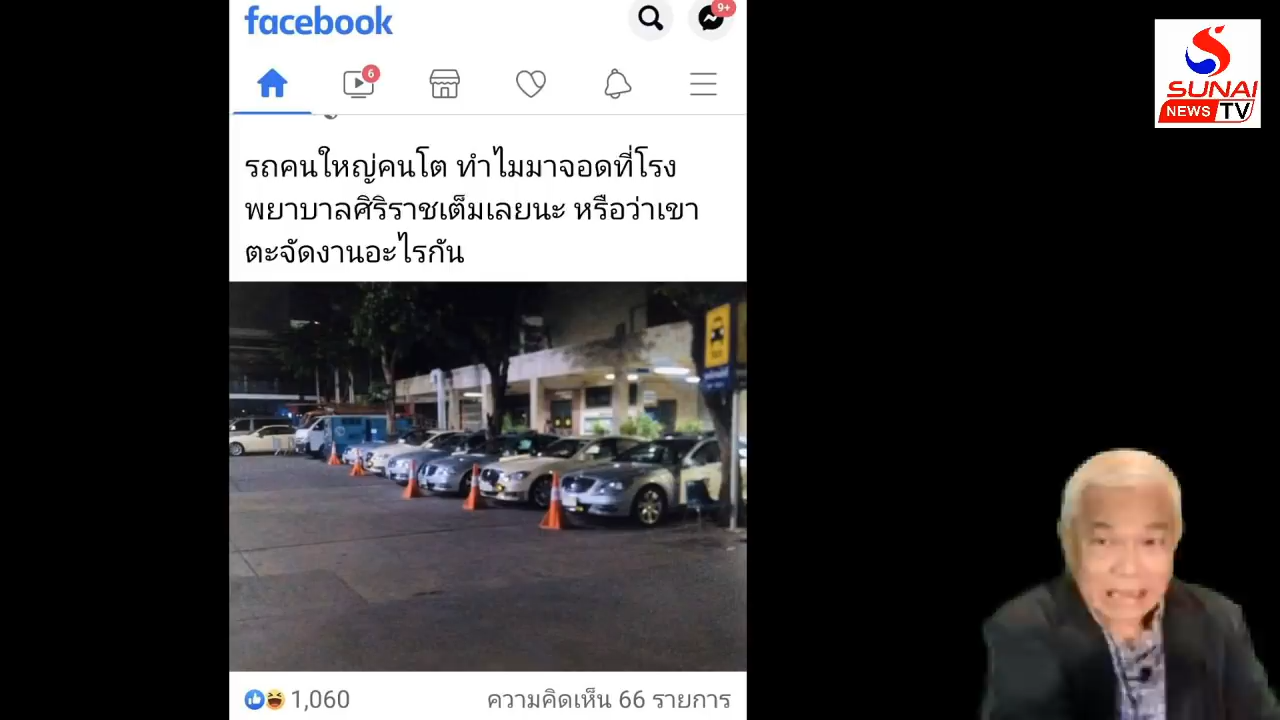 facebook
9+
6
SUNAI
NEWS TV
รถคนใหญ่คนโต ทำไมมาจอดที่โรง
พยาบาลศิริราชเต็มเลยนะ หรือว่าเขา
ตะจัดงานอะไรกัน
1,060
ความคิดเห็น 66 รายการ